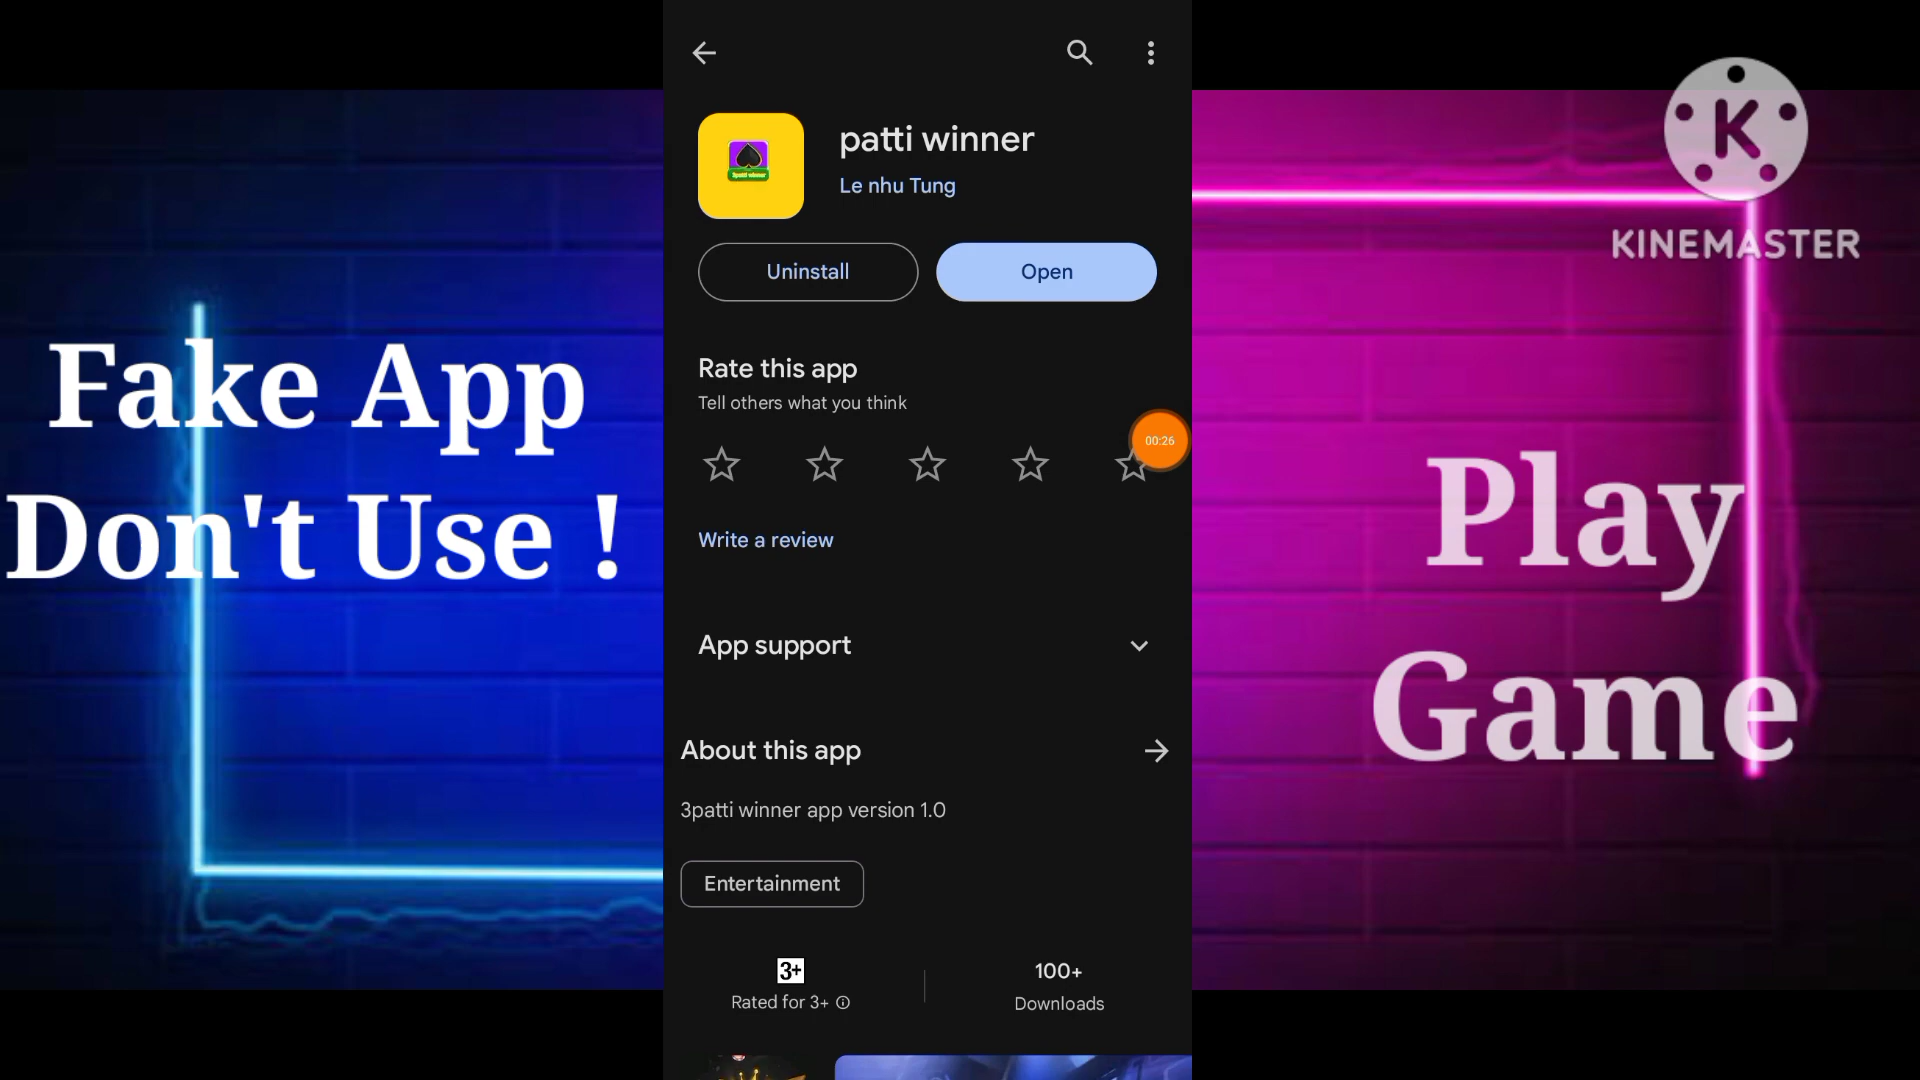 Fake App
Don't Use !
patti winner
Le nhu Tung
3patti winner
Uninstall
Open
Rate this app
Tell others what you think
00:26
Write a review
App support
About this app
3patti winner app version 1.0
Entertainment
3+
Rated for 3+
100+
Downloads
K
KINEMASTER
Play
Game